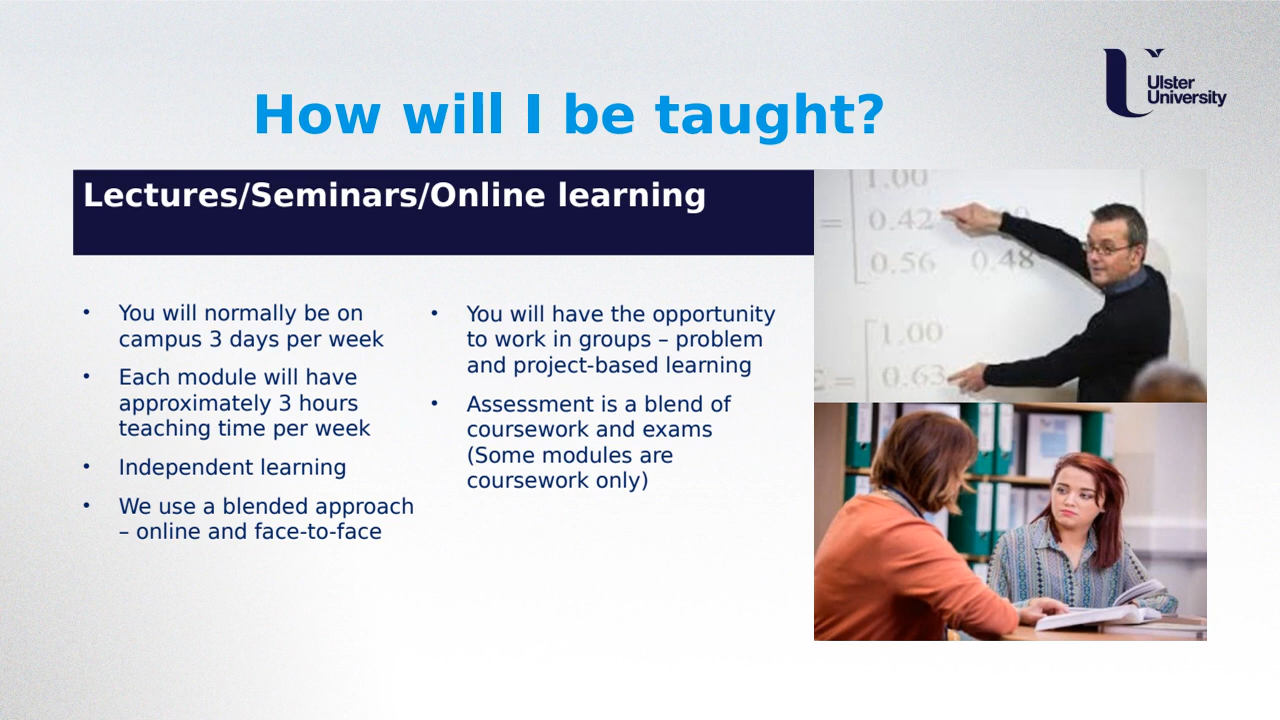 How will I be taught?
Ulster
University
Lectures/Seminars/Online learning
• You will normally be on
campus 3 days per week
• Each module will have
approximately 3 hours
teaching time per week
• Independent learning
• We use a blended approach
– online and face-to-face
• You will have the opportunity
to work in groups – problem
and project-based learning
• Assessment is a blend of
coursework and exams
(Some modules are
coursework only)
1.00
= 0.42
0.56 0.48
1.00
Σ = 0.63